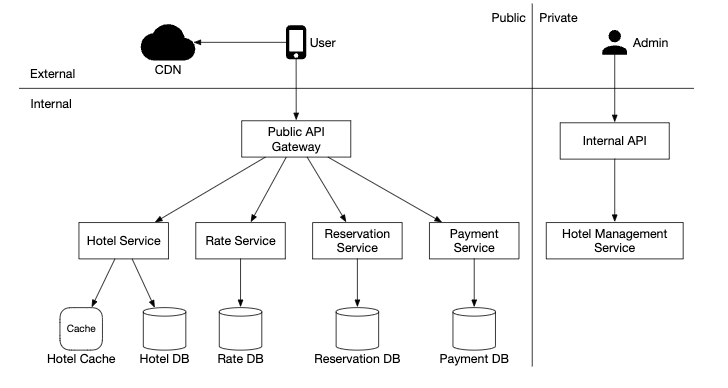 Public
Private
User
Admin
CDN
External
Internal
Public API
Gateway
Internal API
Hotel Service
Rate Service
Reservation
Service
Payment
Service
Hotel Management
Service
Cache
Hotel Cache
Hotel DB
Rate DB
Reservation DB
Payment DB